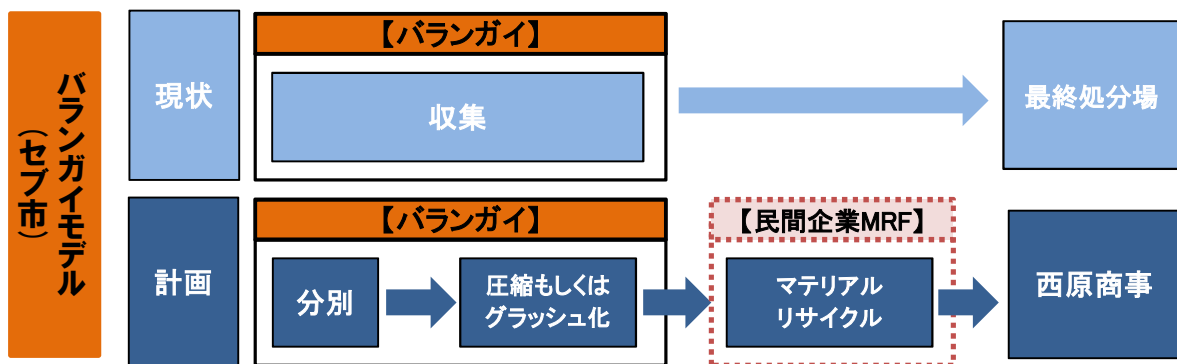 バランガイモデル
（セブ市）
現状
【バランガイ】
収集
最終処分場
計画
【バランガイ】
分別
圧縮もしくは
グラッシュ化
【民間企業MRF】
マテリアル
リサイクル
西原商事